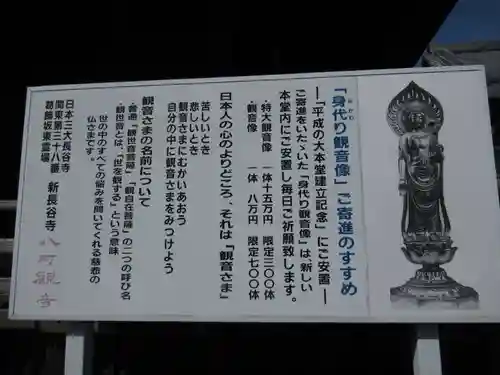 「身代り観音像」ご寄進のすすめ
みがわ
―「平成の大本堂建立記念」にご安置―
ご寄進をいただいた「身代り観音像」は、新しい
本堂内にご安置し毎日ご祈願致します。
・特大観音像 一体 十五万円 限定三〇〇体
・観音像 一体 八万円 限定七〇〇体
日本人の心のよりどころ、それは「観音さま」
苦しいとき
悲しいとき
観音さまにむかいあおう
自分の中に観音さまをみつけよう
観音さまの名前について
・普通「観世音菩薩」「観自在菩薩」の二つの呼び名
・観世音とは、「世を観する」という意味
世の中のすべての悩みを聞いてくれる慈悲の
仏さまです。
日本三大長谷寺
関東第三十八番 新長谷寺
葛飾坂東霊場
八町観音